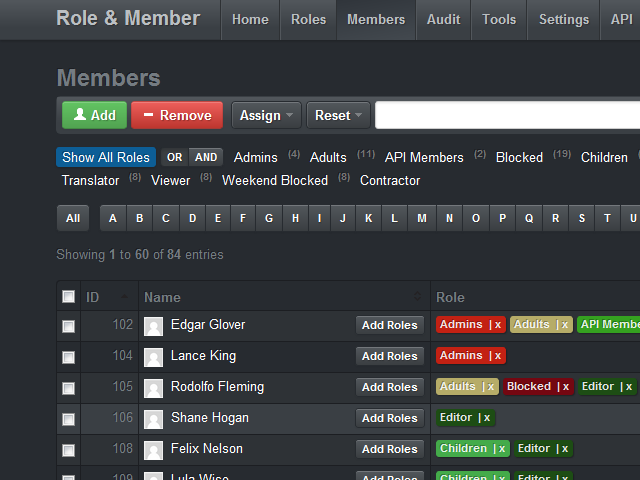 Role & Member Home Roles Members Audit Tools Settings API
Members
Add Remove Assign Reset
Show All Roles OR AND Admins (4) Adults (11) API Members (2) Blocked (19) Children
Translator (8) Viewer (8) Weekend Blocked (8) Contractor
All A B C D E F G H I J K L M N O P Q R S T U
Showing 1 to 60 of 84 entries
ID Name Role
102 Edgar Glover Add Roles Admins | x Adults | x API Membe
104 Lance King Add Roles Admins | x
105 Rodolfo Fleming Add Roles Adults | x Blocked | x Editor | x
106 Shane Hogan Add Roles Editor | x
108 Felix Nelson Add Roles Children | x Editor | x
109 Lula Wise Add Roles Children | x Editor | x